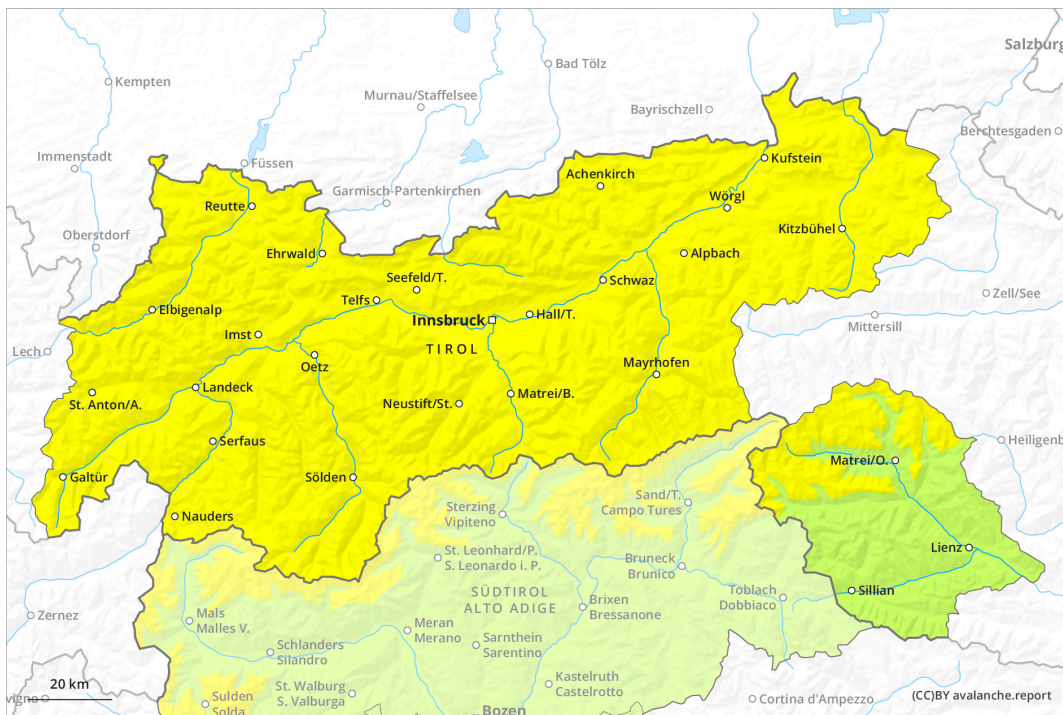 Salzburg
Kempten
Bad Tölz
Murnau/Staffelsee
Bayrischzell
Berchtesgaden
Immenstadt
Füssen
Kufstein
Achenkirch
Garmisch-Partenkirchen
Reutte
Wörgl
Oberstdorf
Kitzbühel
Ehrwald
Alpbach
Seefeld/T.
Schwaz
Zell/See
Telfs
Elbigenalp
Innsbruck
Hall/T.
Mittersill
Imst
Lech
TIROL
Oetz
Mayrhofen
Landeck
St. Anton/A.
Neustift/St.
Matrei/B.
Serfaus
Heiligenb
Matrei/O.
Galtür
Sölden
Sand/T.
Campo Tures
Sterzing
Vipiteno
Nauders
Lienz
St. Leonhard/P.
S. Leonardo i. P.
Bruneck
Brunico
SÜDTIROL
ALTO ADIGE
Toblach
Dobbiaco
Sillian
Brixen
Bressanone
Zernez
Mals
Malles V.
Meran
Merano
Sarnthein
Sarentino
Schlanders
Silandro
Kastelruth
Castelrotto
20 km
St. Walburg
S. Valburga
vigno
Sulden
Solda
Bozen
Cortina d'Ampezzo
(CC)BY avalanche.report